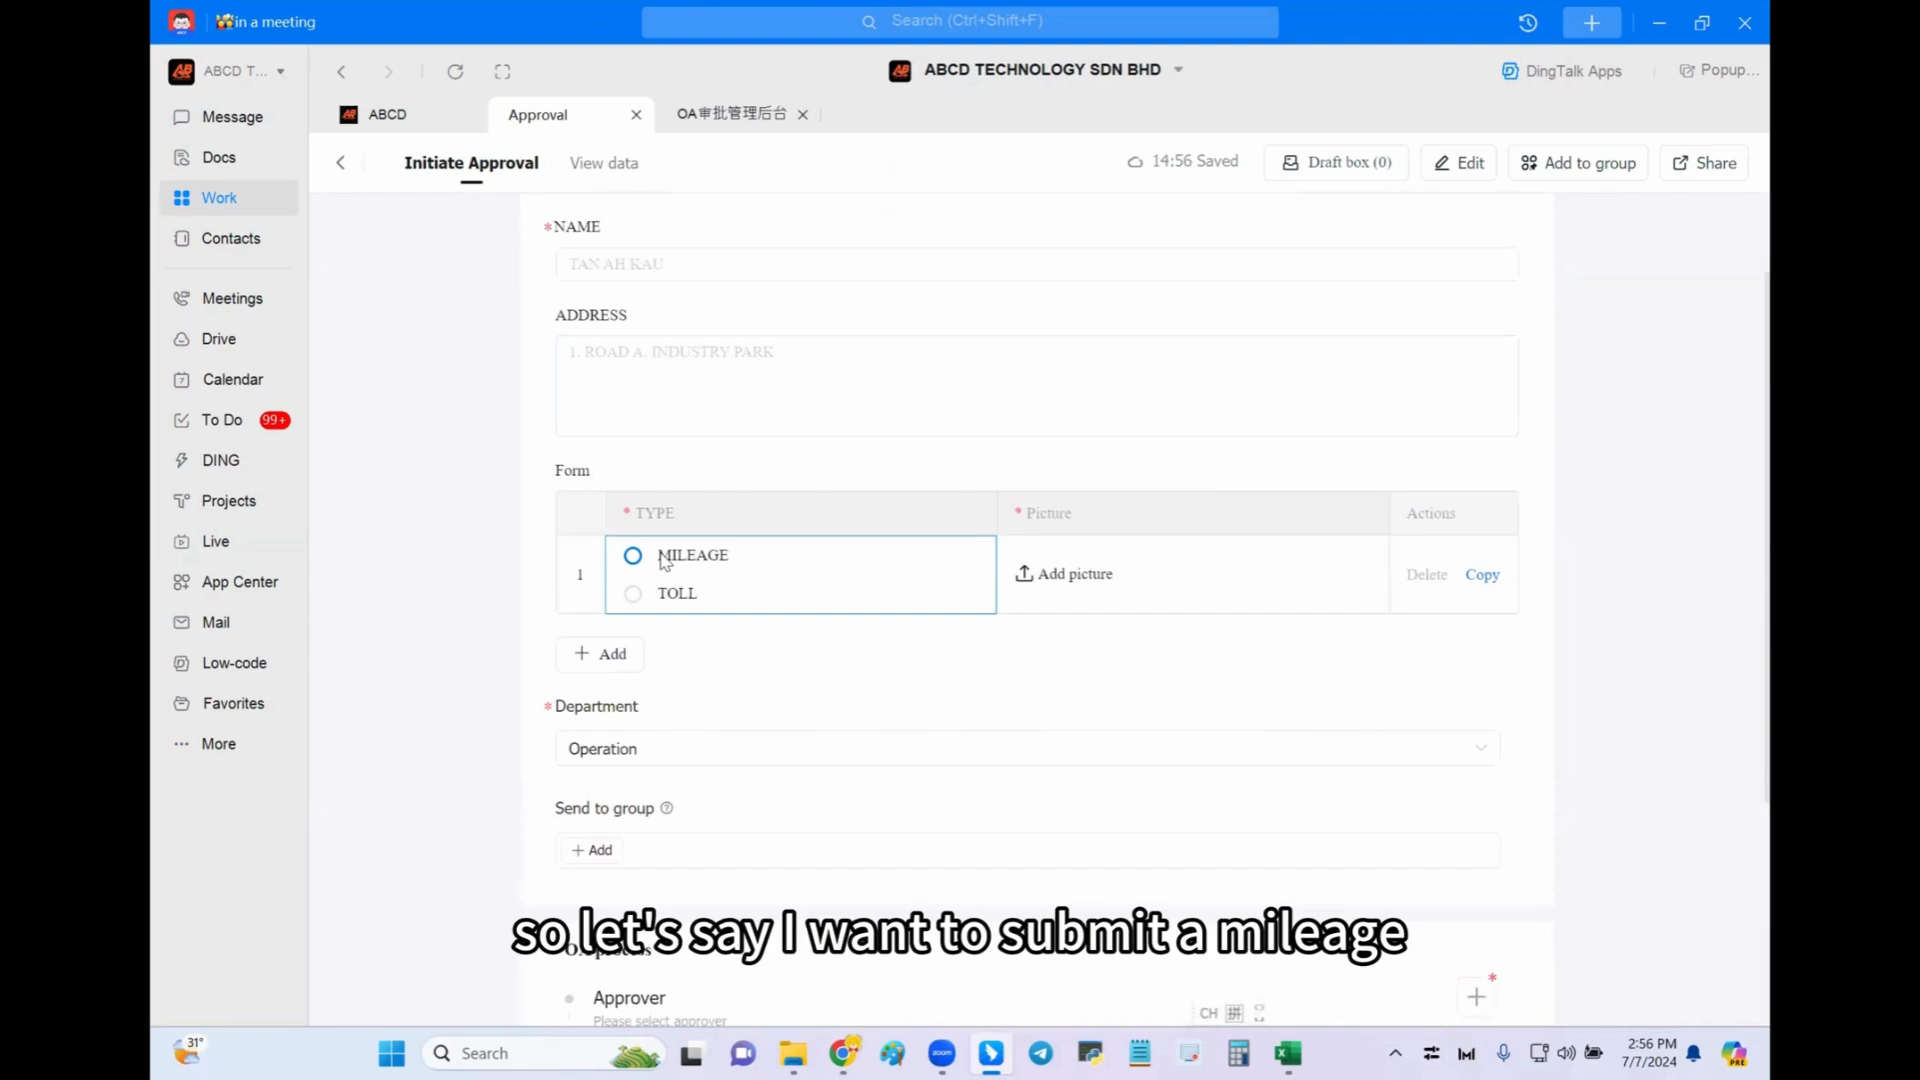 in a meeting
Search (Ctrl+Shift+F)
ABCD T...
ABCD TECHNOLOGY SDN BHD
DingTalk Apps
Popup...
Message
Docs
Work
Contacts
Meetings
Drive
Calendar
To Do 99+
DING
Projects
Live
App Center
Mail
Low-code
Favorites
More
ABCD
Approval
OA审批管理后台
Initiate Approval
View data
14:56 Saved
Draft box (0)
Edit
Add to group
Share
*NAME
TAN AH KAU
ADDRESS
1. ROAD A. INDUSTRY PARK
Form
* TYPE
* Picture
Actions
1
MILEAGE
TOLL
Add picture
Delete
Copy
+ Add
*Department
Operation
Send to group
+ Add
so let's say I want to submit a mileage
Approver
Please select approver
*
CH 拼
31°
Search
zoom
2:56 PM
7/7/2024
PRE